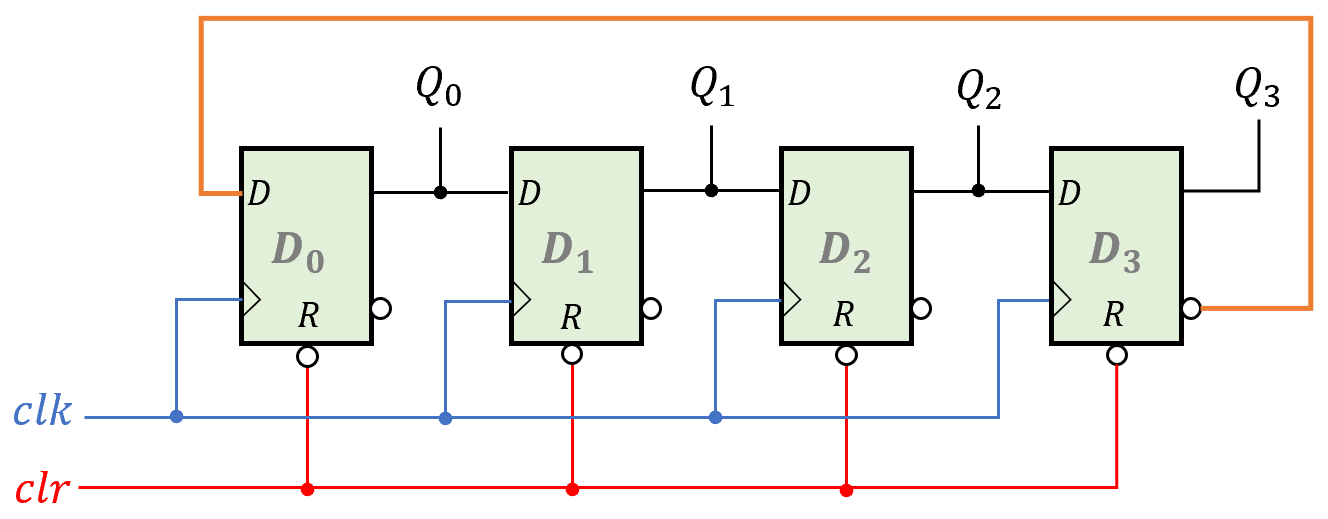 Q₀ Q₁ Q₂ Q₃
D D D D
D₀ D₁ D₂ D₃
R R R R
clk
clr